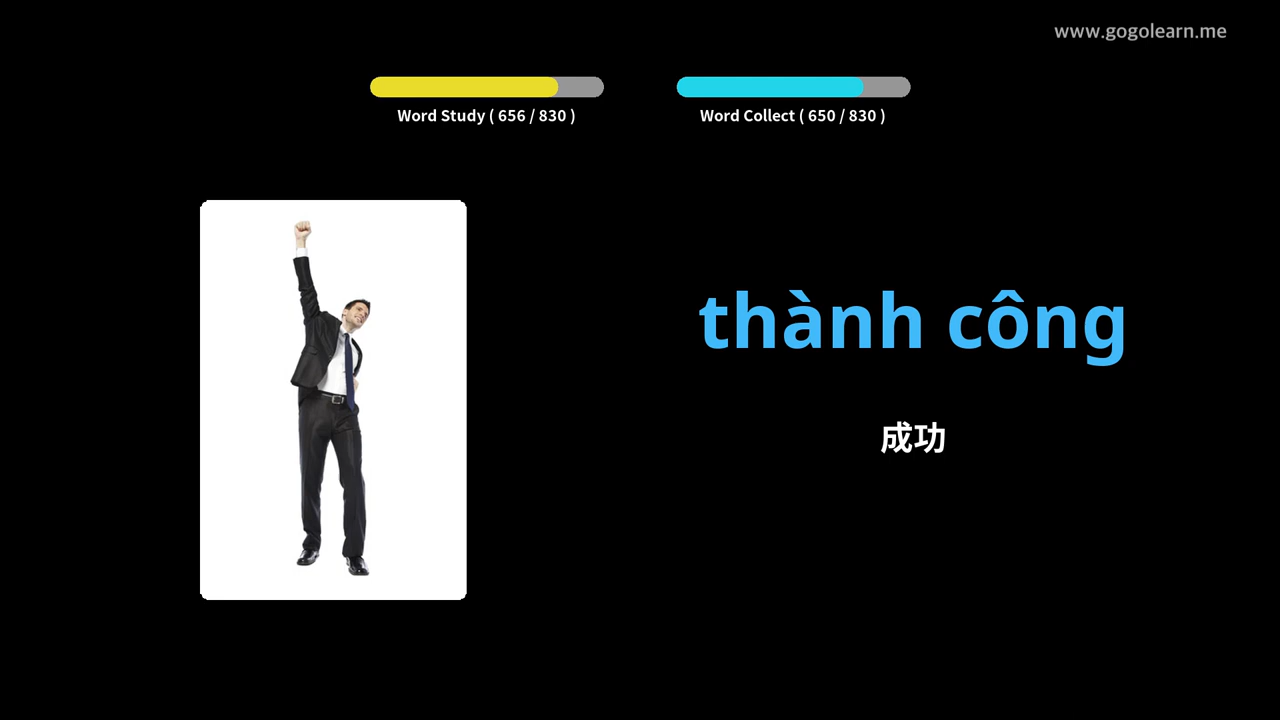 www.gogolearn.me
Word Study ( 656 / 830 )
Word Collect ( 650 / 830 )
thành công
成功